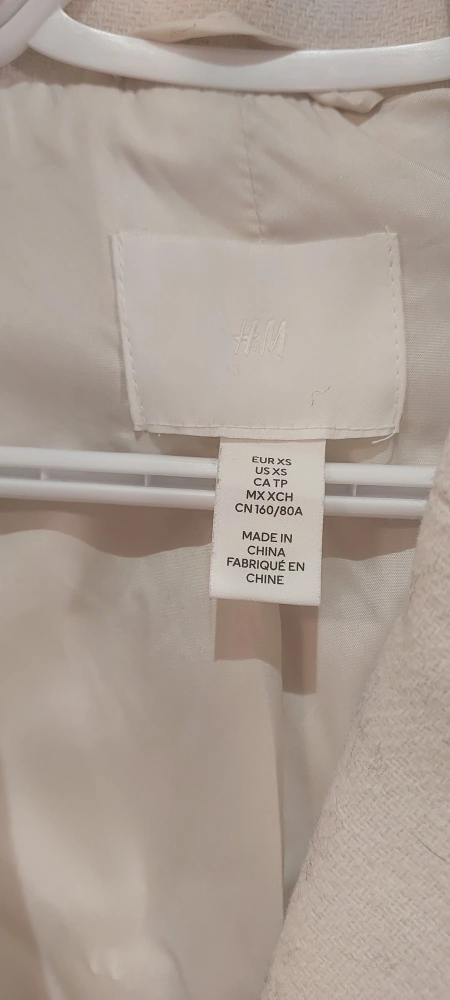 H&M
EUR XS
US XS
CA TP
MX XCH
CN 160/80A
MADE IN
CHINA
FABRIQUÉ EN
CHINE